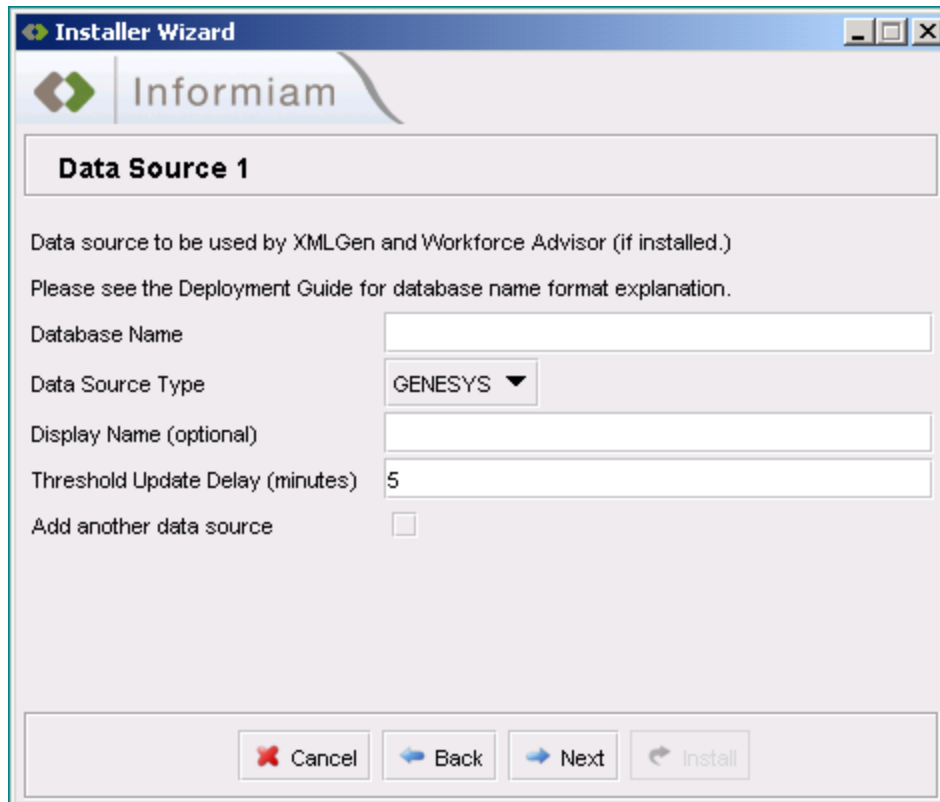 Installer Wizard
Informiam
Data Source 1
Data source to be used by XMLGen and Workforce Advisor (if installed.)
Please see the Deployment Guide for database name format explanation.
Database Name
Data Source Type GENESYS
Display Name (optional)
Threshold Update Delay (minutes) 5
Add another data source
Cancel Back Next Install